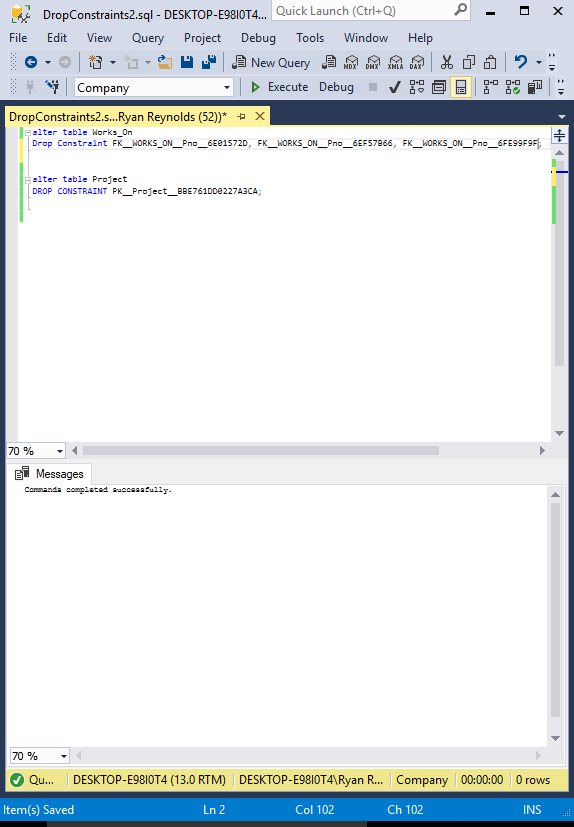 DropConstraints2.sql - DESKTOP-E98I0T4...
Quick Launch (Ctrl+Q)
File Edit View Query Project Debug Tools Window Help
New Query MDX DMX XMLA DAX
Company Execute Debug
DropConstraints2.s...Ryan Reynolds (52))*
alter table Works_On
Drop Constraint FK__WORKS_ON__Pno__6E01572D, FK__WORKS_ON__Pno__6EF57B66, FK__WORKS_ON__Pno__6FE99F9F;
alter table Project
DROP CONSTRAINT PK__Project__BBE761DD0227A3CA;
70 %
Messages
Commands completed successfully.
70 %
Qu... DESKTOP-E98I0T4 (13.0 RTM) DESKTOP-E98I0T4\Ryan R... Company 00:00:00 0 rows
Item(s) Saved Ln 2 Col 102 Ch 102 INS